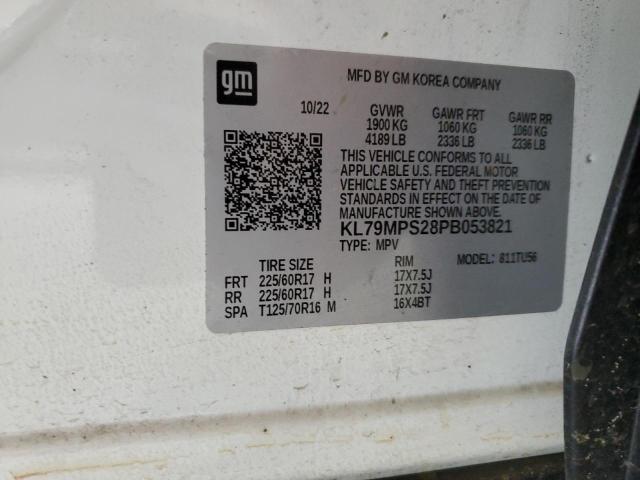 gm
MFD BY GM KOREA COMPANY
10/22 GVWR GAWR FRT GAWR RR
1900 KG 1060 KG 1060 KG
4189 LB 2336 LB 2336 LB
THIS VEHICLE CONFORMS TO ALL
APPLICABLE U.S. FEDERAL MOTOR
VEHICLE SAFETY AND THEFT PREVENTION
STANDARDS IN EFFECT ON THE DATE OF
MANUFACTURE SHOWN ABOVE.
KL79MPS28PB053821
TYPE: MPV MODEL: 811TU56
TIRE SIZE RIM
FRT 225/60R17 H 17X7.5J
RR 225/60R17 H 17X7.5J
SPA T125/70R16 M 16X4BT